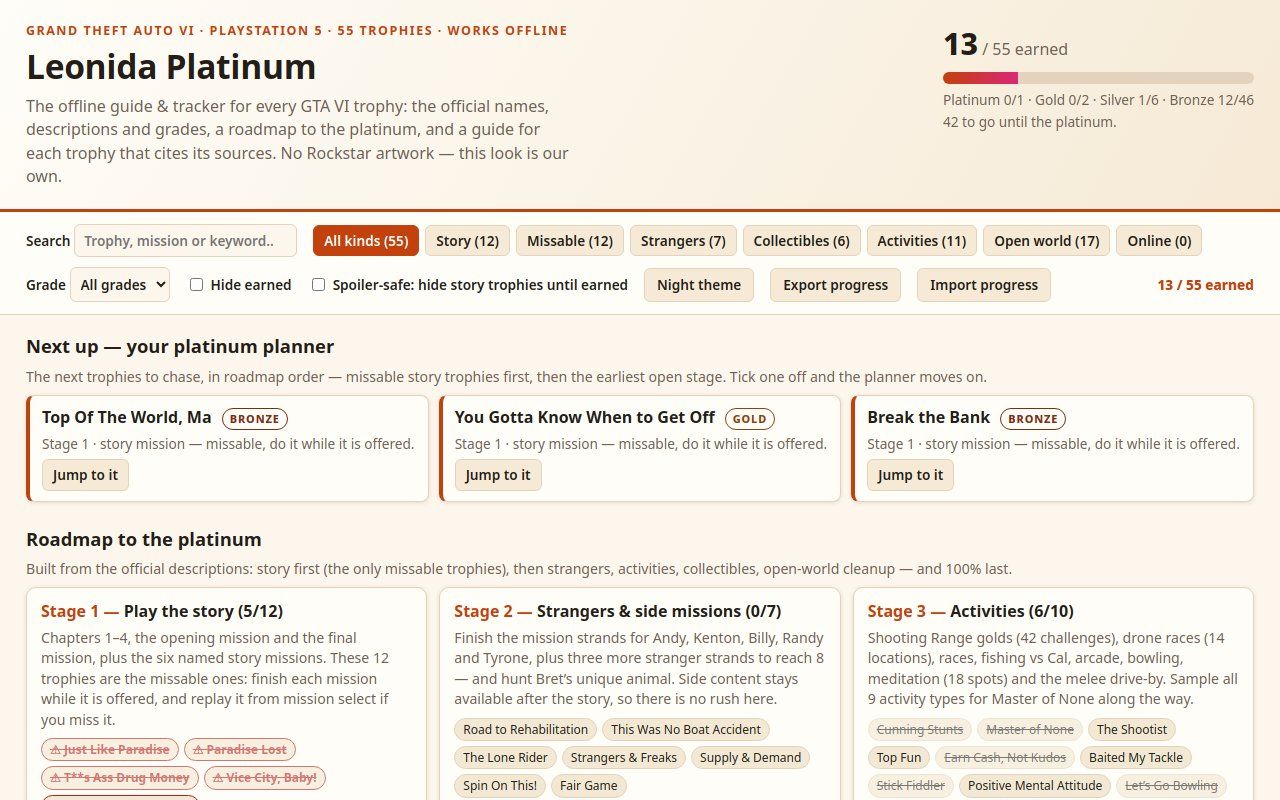 GRAND THEFT AUTO VI · PLAYSTATION 5 · 55 TROPHIES · WORKS OFFLINE
Leonida Platinum
The offline guide & tracker for every GTA VI trophy: the official names,
descriptions and grades, a roadmap to the platinum, and a guide for
each trophy that cites its sources. No Rockstar artwork — this look is our
own.
13 / 55 earned
Platinum 0/1 · Gold 0/2 · Silver 1/6 · Bronze 12/46
42 to go until the platinum.
Search Trophy, mission or keyword.. All kinds (55) Story (12) Missable (12) Strangers (7) Collectibles (6) Activities (11) Open world (17) Online (0)
Grade All grades Hide earned Spoiler-safe: hide story trophies until earned Night theme Export progress Import progress 13 / 55 earned
Next up — your platinum planner
The next trophies to chase, in roadmap order — missable story trophies first, then the earliest open stage. Tick one off and the planner moves on.
Top Of The World, Ma BRONZE
Stage 1 · story mission — missable, do it while it is offered.
Jump to it
You Gotta Know When to Get Off GOLD
Stage 1 · story mission — missable, do it while it is offered.
Jump to it
Break the Bank BRONZE
Stage 1 · story mission — missable, do it while it is offered.
Jump to it
Roadmap to the platinum
Built from the official descriptions: story first (the only missable trophies), then strangers, activities, collectibles, open-world cleanup — and 100% last.
Stage 1 — Play the story (5/12)
Chapters 1–4, the opening mission and the final
mission, plus the six named story missions. These 12
trophies are the missable ones: finish each mission
while it is offered, and replay it from mission select if
you miss it.
⚠ Just Like Paradise ⚠ Paradise Lost
⚠ T**s Ass Drug Money ⚠ Vice City, Baby!
Stage 2 — Strangers & side missions (0/7)
Finish the mission strands for Andy, Kenton, Billy, Randy
and Tyrone, plus three more stranger strands to reach 8
— and hunt Bret’s unique animal. Side content stays
available after the story, so there is no rush here.
Road to Rehabilitation This Was No Boat Accident
The Lone Rider Strangers & Freaks Supply & Demand
Spin On This! Fair Game
Stage 3 — Activities (6/10)
Shooting Range golds (42 challenges), drone races (14
locations), races, fishing vs Cal, arcade, bowling,
meditation (18 spots) and the melee drive-by. Sample all
9 activity types for Master of None along the way.
Cunning Stunts Master of None The Shootist
Top Fun Earn Cash, Not Kudos Baited My Tackle
Stick Fiddler Positive Mental Attitude Let’s Go Bowling